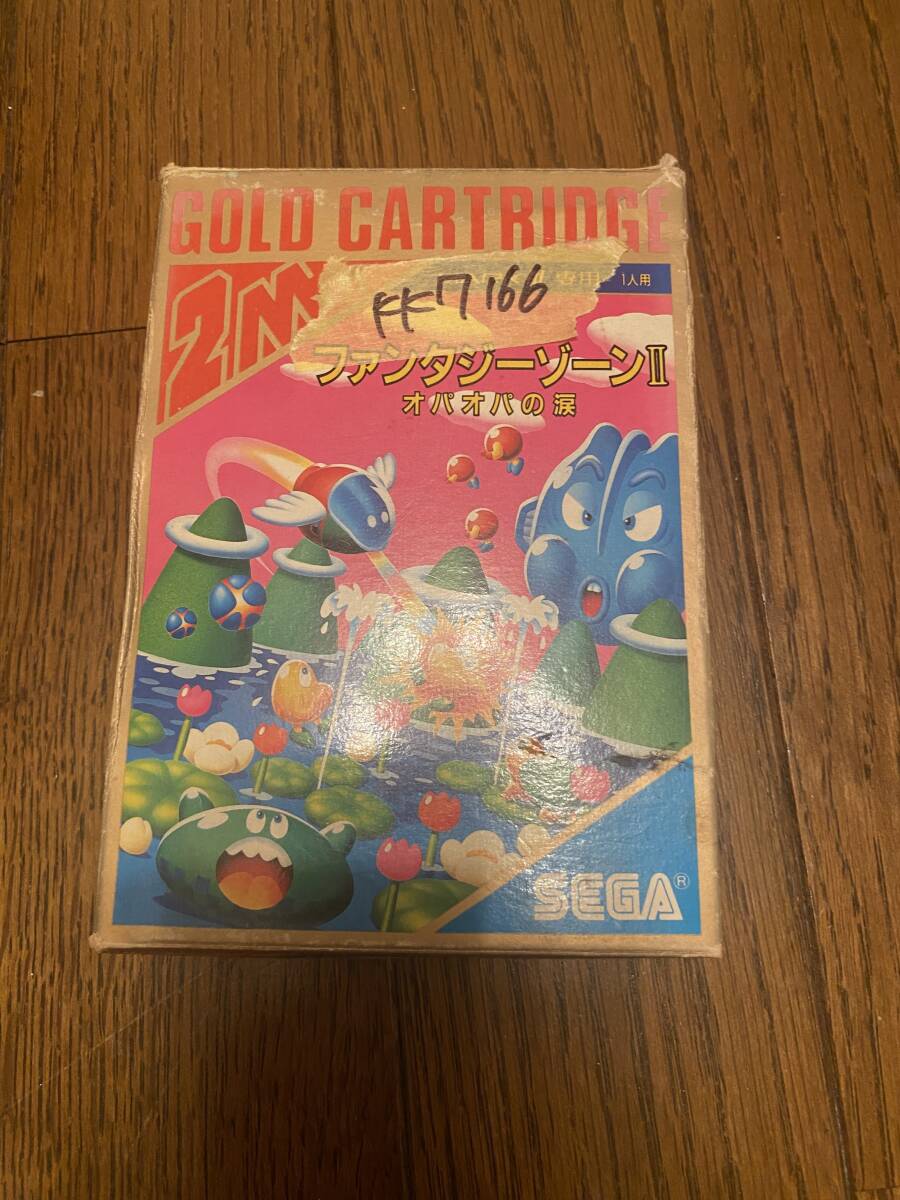 GOLD CARTRIDGE
2M
専用
1人用
7166
ファンタジーゾーンII
オパオパの涙
SEGA®